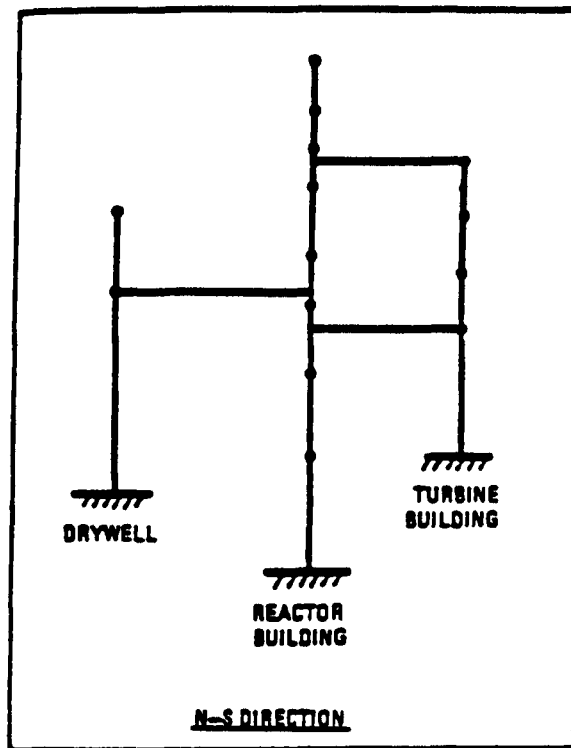 DRYWELL
TURBINE
BUILDING
REACTOR
BUILDING
N-S DIRECTION